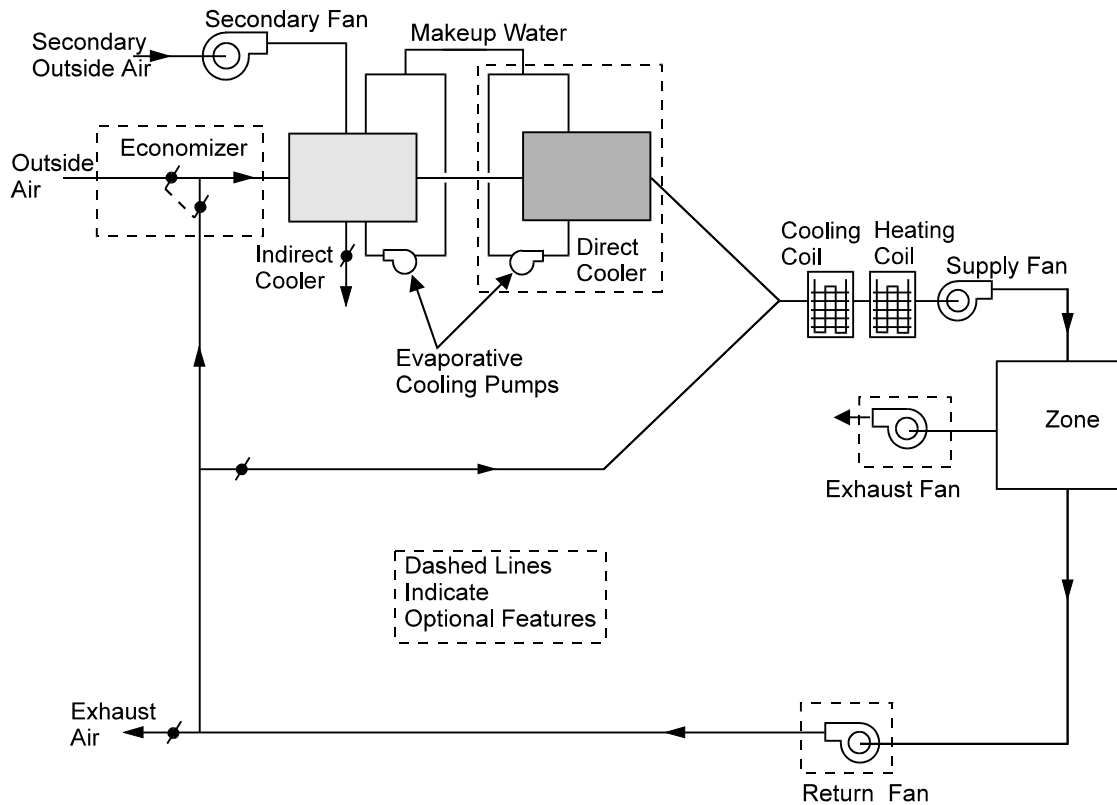 Secondary Fan
Secondary
Outside Air
Makeup Water
Economizer
Outside
Air
Indirect
Cooler
Direct
Cooler
Cooling
Coil
Heating
Coil
Supply Fan
Evaporative
Cooling Pumps
Zone
Exhaust Fan
Dashed Lines
Indicate
Optional Features
Exhaust
Air
Return Fan